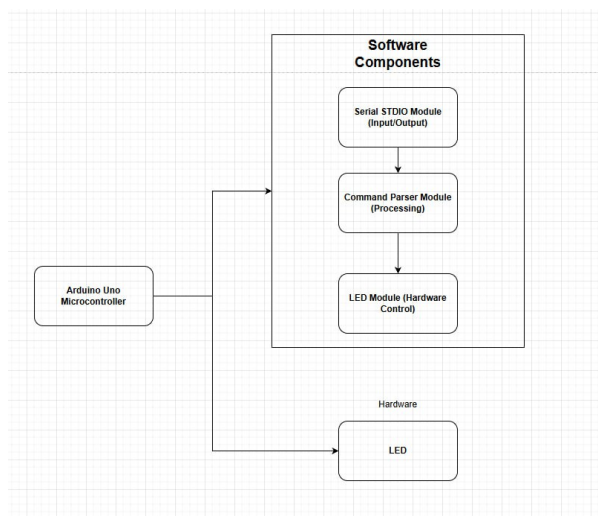 Software
Components
Serial STDIO Module
(Input/Output)
Command Parser Module
(Processing)
LED Module (Hardware
Control)
Arduino Uno
Microcontroller
Hardware
LED